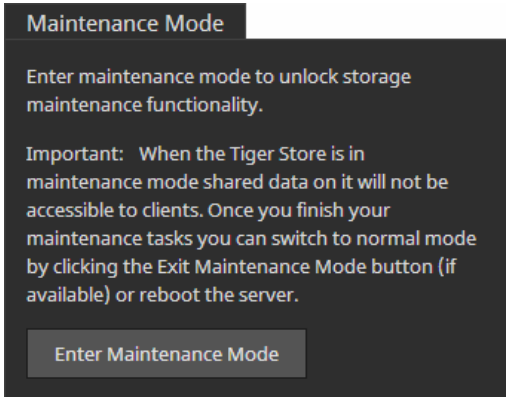 Maintenance Mode
Enter maintenance mode to unlock storage
maintenance functionality.
Important:   When the Tiger Store is in
maintenance mode shared data on it will not be
accessible to clients. Once you finish your
maintenance tasks you can switch to normal mode
by clicking the Exit Maintenance Mode button (if
available) or reboot the server.
Enter Maintenance Mode